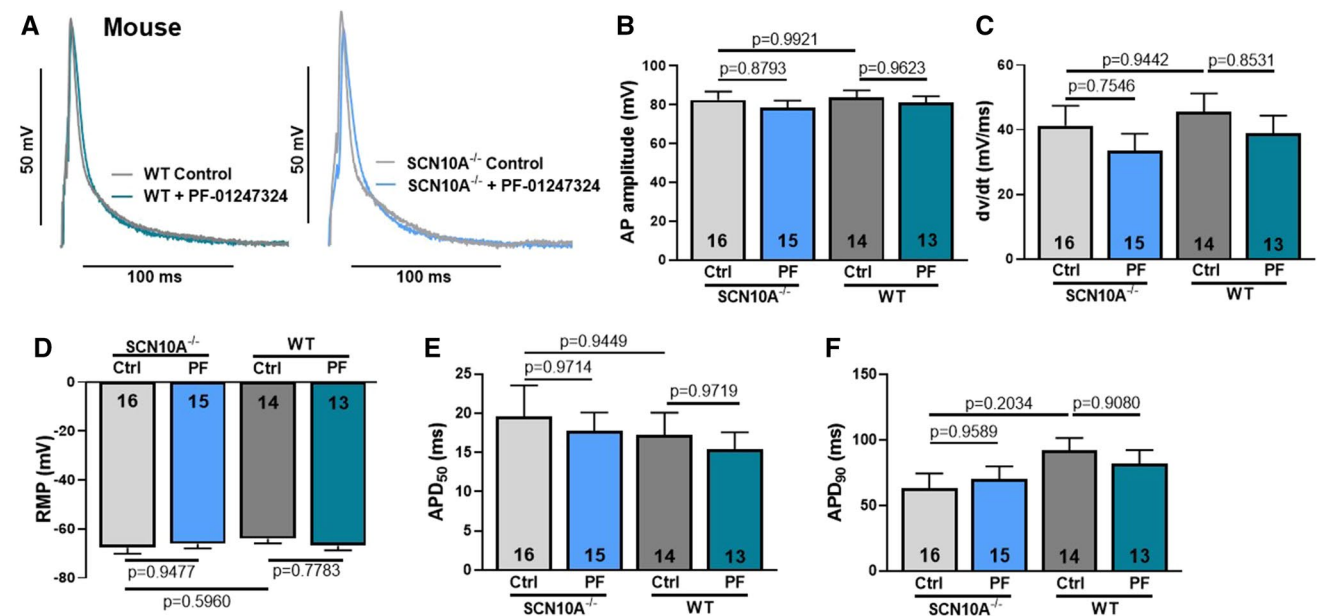 A
Mouse
50 mV
WT Control
WT + PF-01247324
100 ms
50 mV
SCN10A-/- Control
SCN10A-/- + PF-01247324
100 ms
B
p=0.9921
p=0.8793
p=0.9623
AP amplitude (mV)
100
80
60
40
20
0
16
15
14
13
Ctrl
PF
Ctrl
PF
SCN10A-/-
WT
C
p=0.9442
p=0.8531
p=0.7546
dv/dt (mV/ms)
60
40
20
0
16
15
14
13
Ctrl
PF
Ctrl
PF
SCN10A-/-
WT
D
SCN10A-/-
WT
Ctrl
PF
Ctrl
PF
RMP (mV)
0
-20
-40
-60
-80
16
15
14
13
p=0.9477
p=0.7783
p=0.5960
E
p=0.9449
p=0.9714
p=0.9719
APD50 (ms)
25
20
15
10
5
0
16
15
14
13
Ctrl
PF
Ctrl
PF
SCN10A-/-
WT
F
p=0.2034
p=0.9080
p=0.9589
APD90 (ms)
150
100
50
0
16
15
14
13
Ctrl
PF
Ctrl
PF
SCN10A-/-
WT